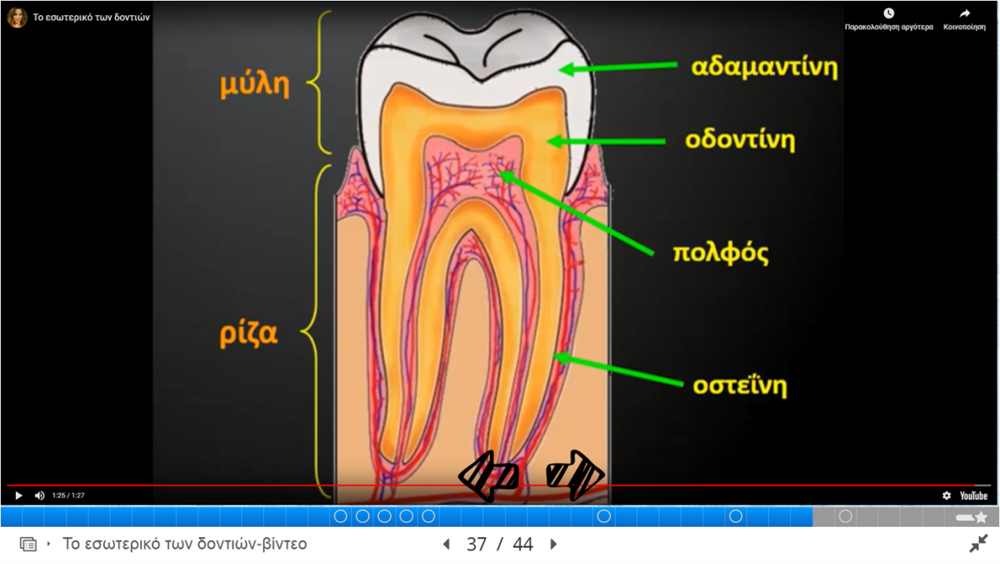 Το εσωτερικό των δοντιών
Παρακολούθηση αργότερα
Κοινοποίηση
μύλη
αδαμαντίνη
οδοντίνη
πολφός
ρίζα
οστεΐνη
1:25 / 1:27
YouTube
Το εσωτερικό των δοντιών-βίντεο
37 / 44